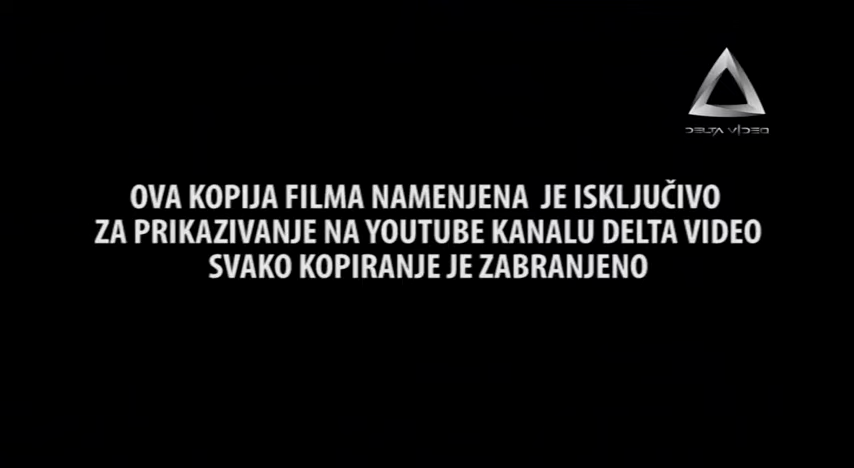 DELTA VIDEO
OVA KOPIJA FILMA NAMENJENA JE ISKLJUČIVO
ZA PRIKAZIVANJE NA YOUTUBE KANALU DELTA VIDEO
SVAKO KOPIRANJE JE ZABRANJENO